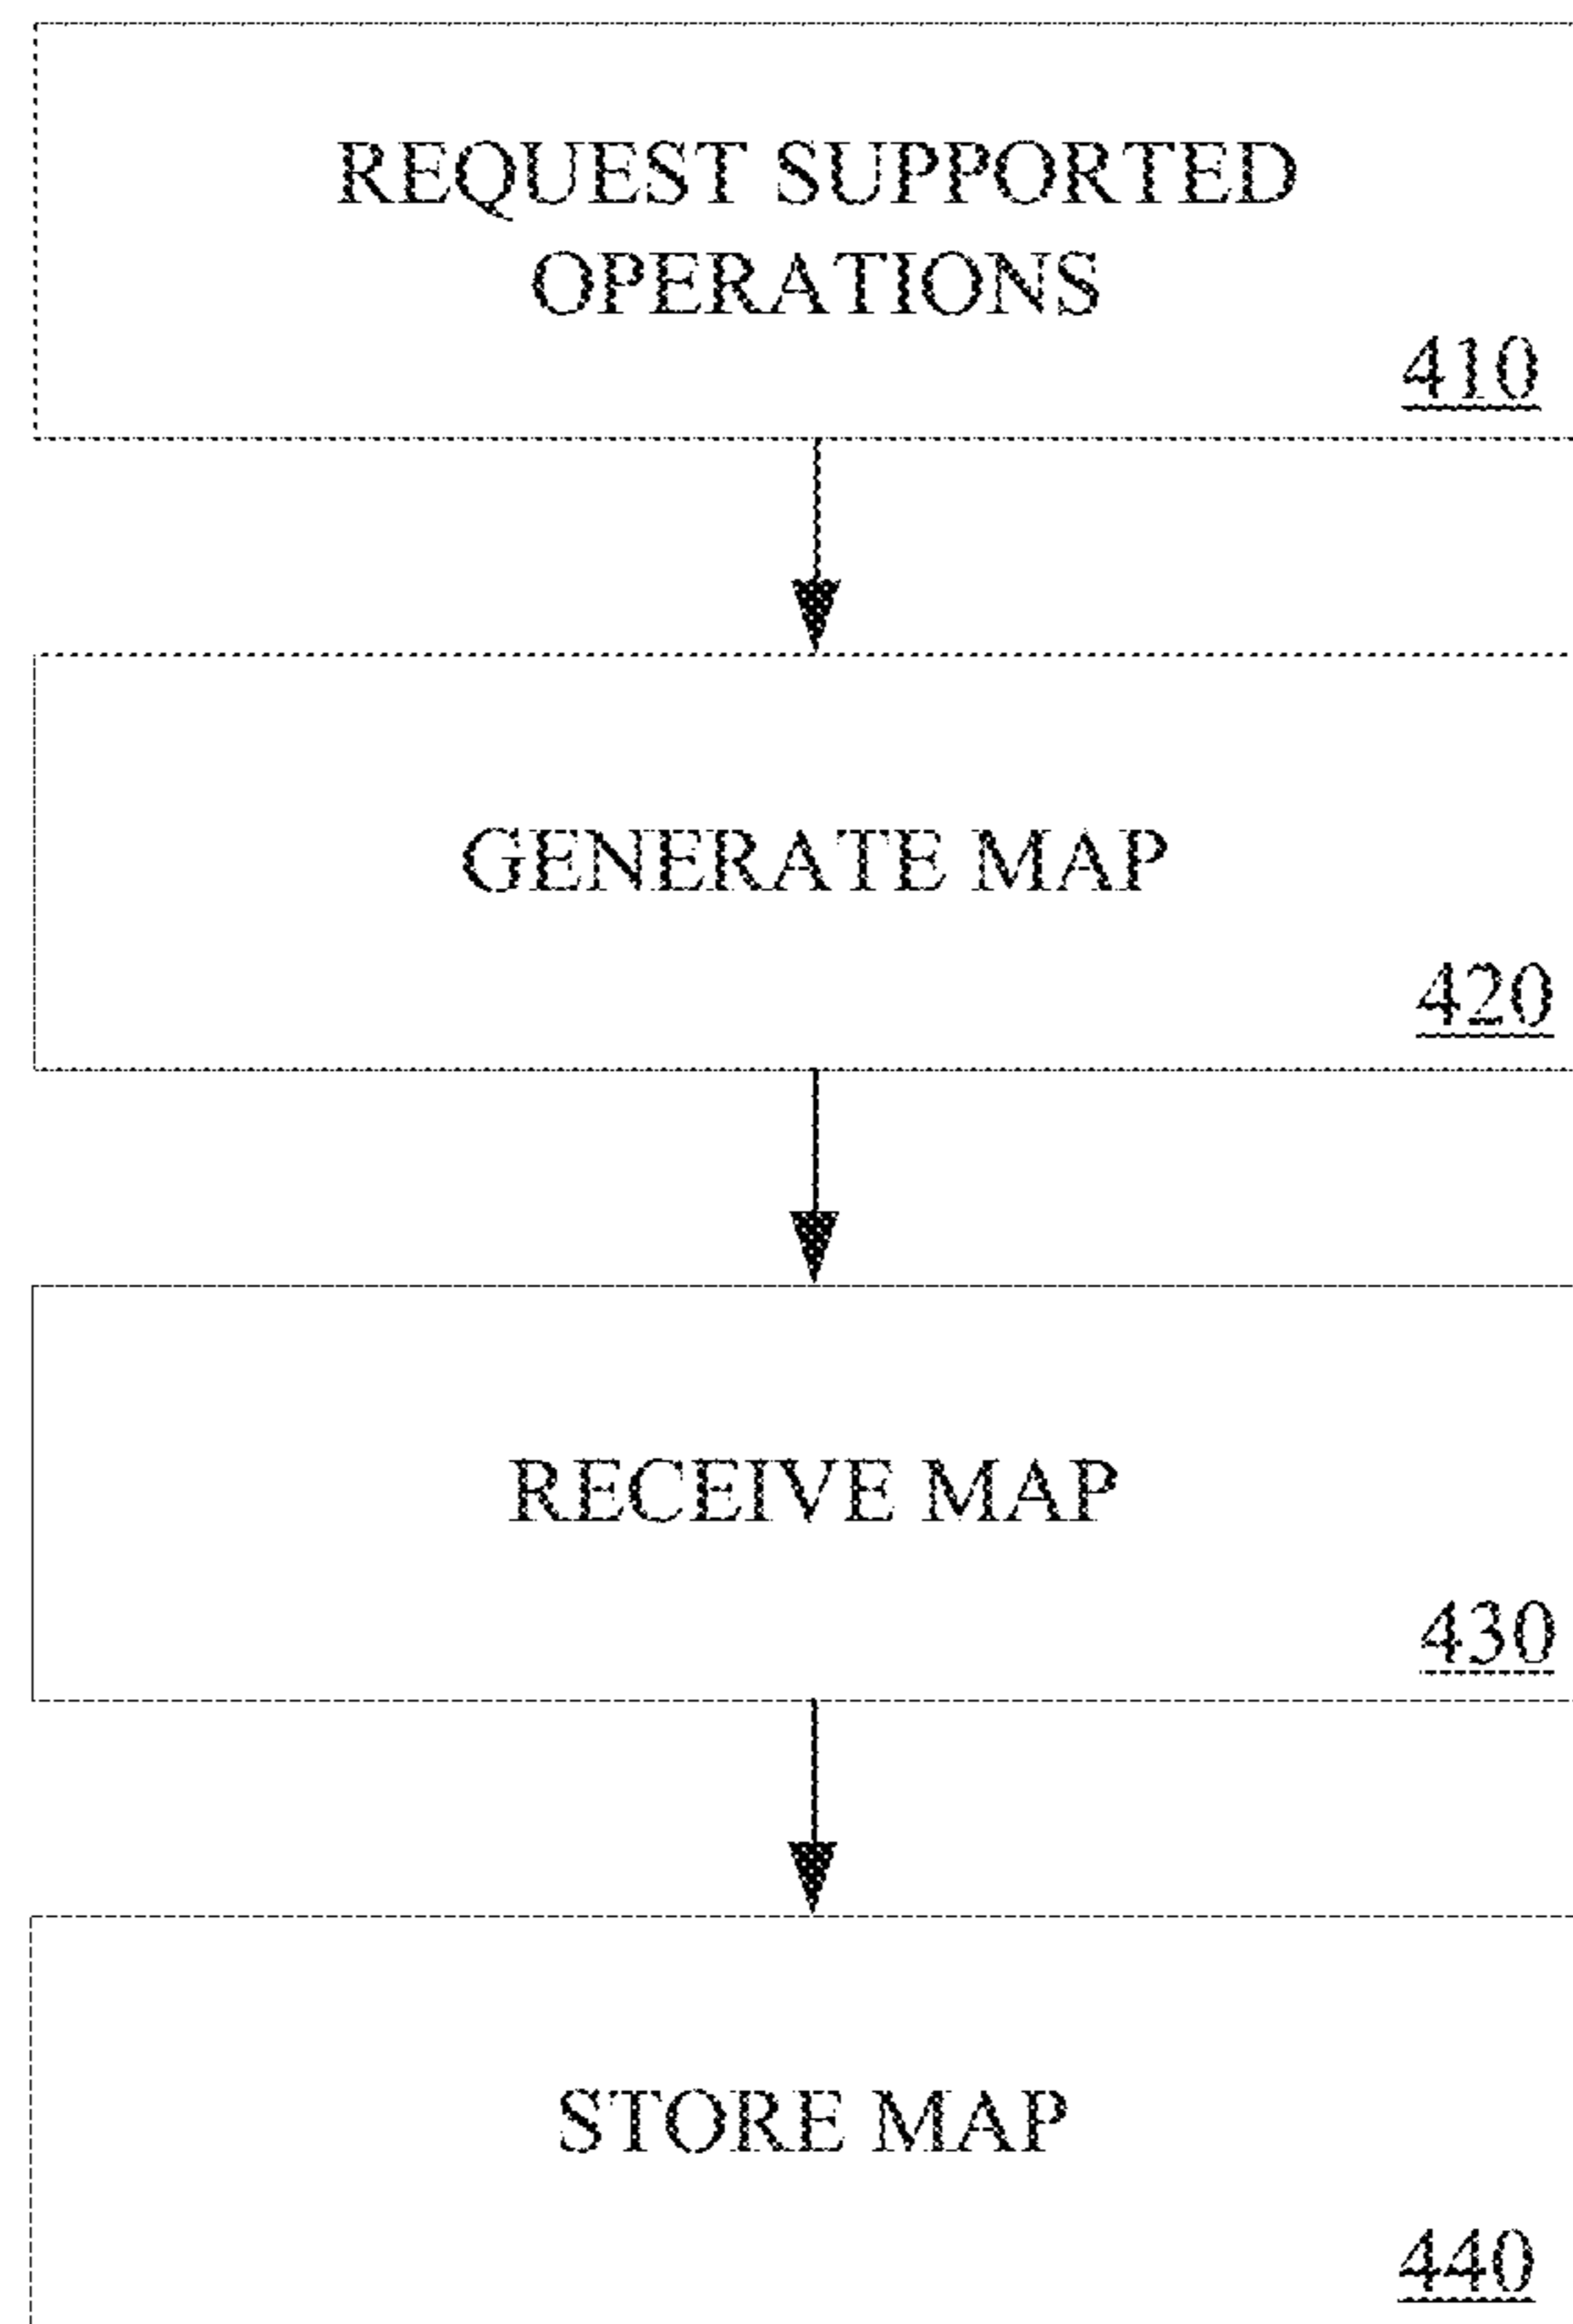 REQUEST SUPPORTED
OPERATIONS
410
GENERATE MAP
420
RECEIVE MAP
430
STORE MAP
440